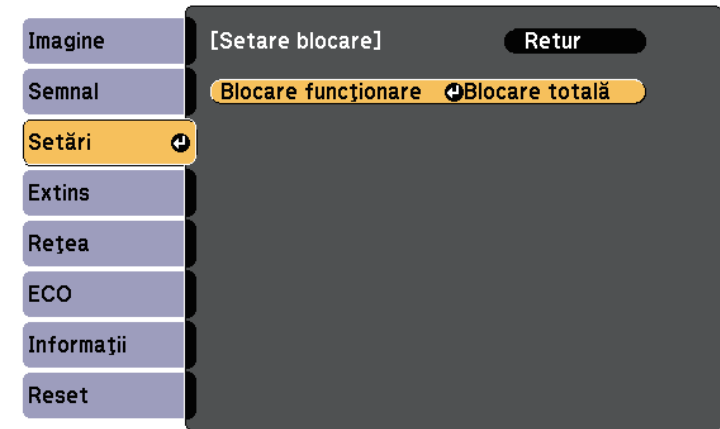 Imagine
Semnal
Setări
Extins
Reţea
ECO
Informaţii
Reset
[Setare blocare] Retur
Blocare funcţionare Blocare totală